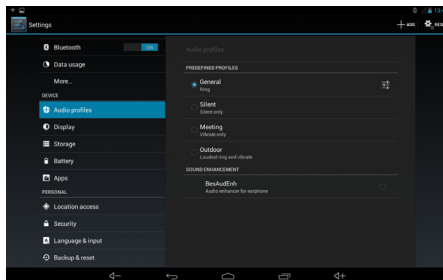 Settings
ADD
Bluetooth
ON
Data usage
More...
DEVICE
Audio profiles
Display
Storage
Battery
Apps
PERSONAL
Location access
Security
Language & input
Backup & reset
Audio profiles
PREDEFINED PROFILES
General
Ring
Silent
Silent only
Meeting
Vibrate only
Outdoor
Loudest ring and vibrate
SOUND ENHANCEMENT
BesAudEnh
Audio enhancer for earphone